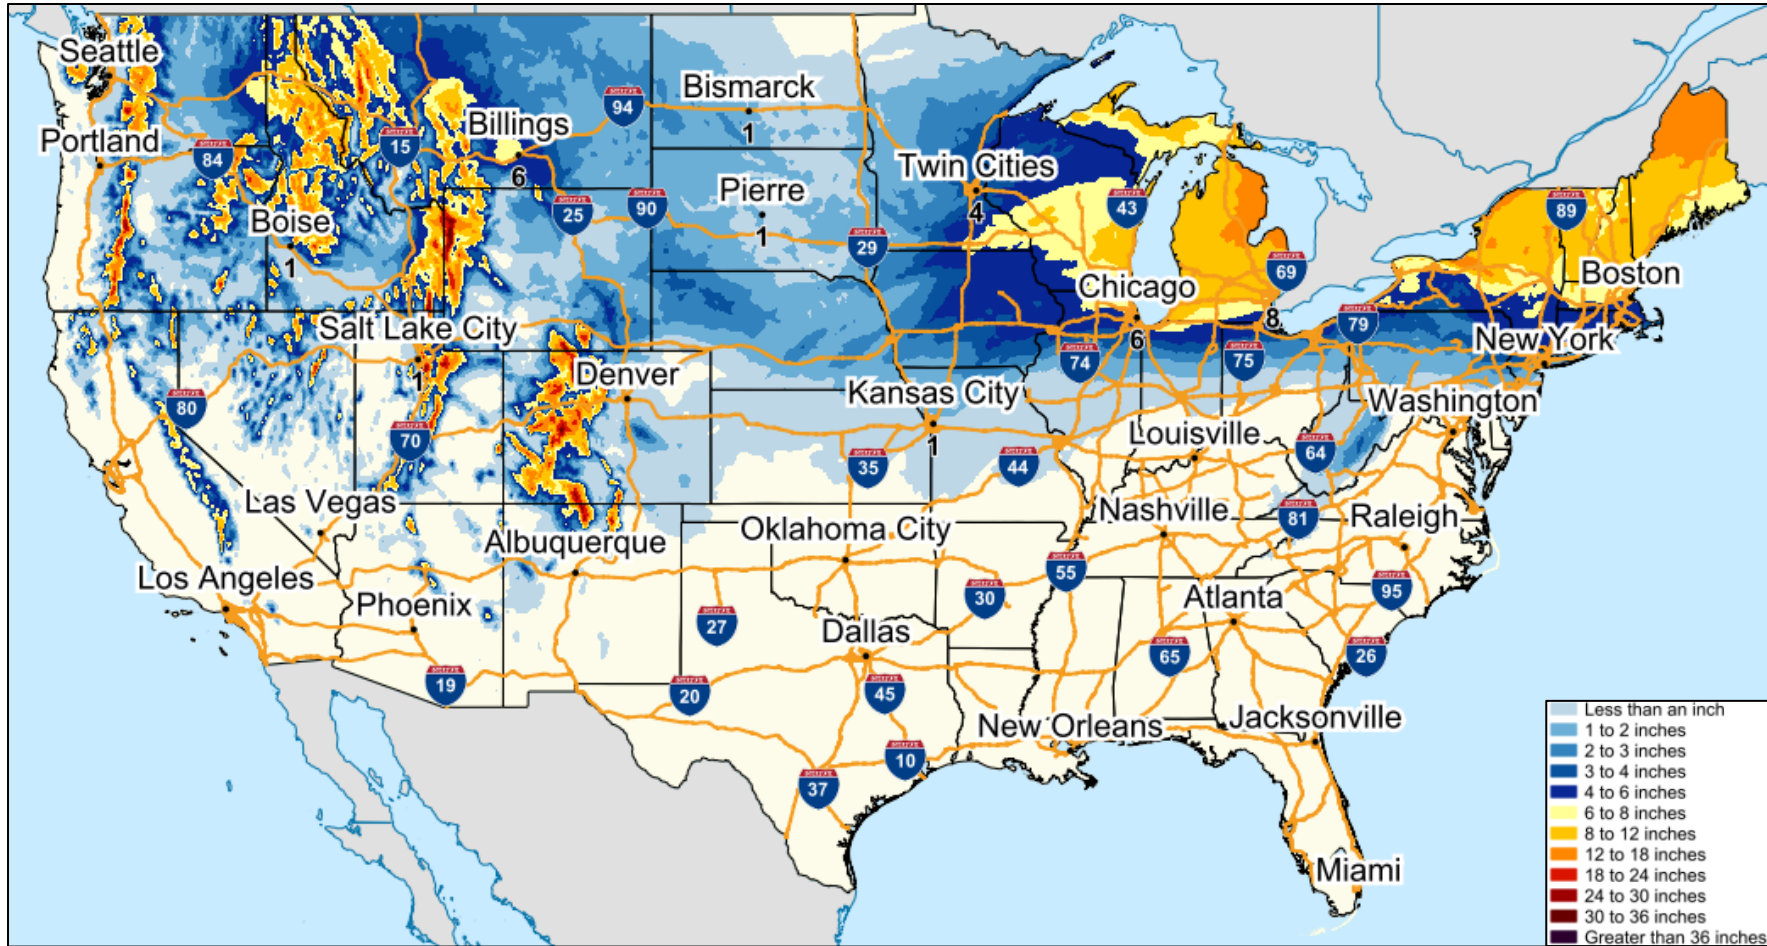 Seattle
Bismarck
94
Billings
1
Portland
15
84
Twin Cities
6
Pierre
Boise
25
90
43
4
89
1
29
1
69
Boston
Chicago
Salt Lake City
8
79
New York
6
74
75
1
Denver
Kansas City
80
Washington
Louisville
70
1
64
35
44
Las Vegas
Nashville
81
Raleigh
Oklahoma City
Albuquerque
Los Angeles
55
Phoenix
30
95
Atlanta
27
Dallas
65
26
19
20
45
New Orleans
Jacksonville
10
37
Miami
Less than an inch
1 to 2 inches
2 to 3 inches
3 to 4 inches
4 to 6 inches
6 to 8 inches
8 to 12 inches
12 to 18 inches
18 to 24 inches
24 to 30 inches
30 to 36 inches
Greater than 36 inches